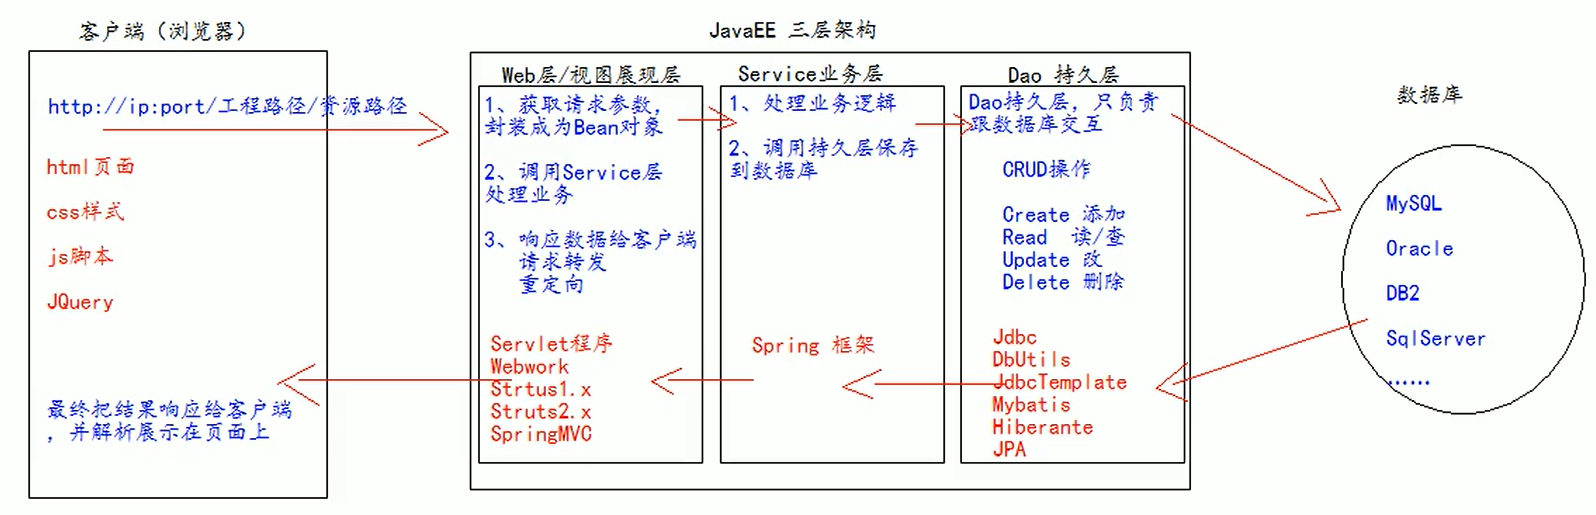 客户端（浏览器）
http://ip:port/工程路径/资源路径
html页面
css样式
js脚本
JQuery
最终把结果响应给客户端
，并解析展示在页面上
JavaEE 三层架构
Web层/视图展现层
1、获取请求参数，
封装成为Bean对象
2、调用Service层
处理业务
3、响应数据给客户端
请求转发
重定向
Servlet程序
Webwork
Strtus1.x
Struts2.x
SpringMVC
Service业务层
1、处理业务逻辑
2、调用持久层保存
到数据库
Spring 框架
Dao 持久层
Dao持久层，只负责
跟数据库交互
CRUD操作
Create 添加
Read 读/查
Update 改
Delete 删除
Jdbc
DbUtils
JdbcTemplate
Mybatis
Hiberante
JPA
数据库
MySQL
Oracle
DB2
SqlServer
......